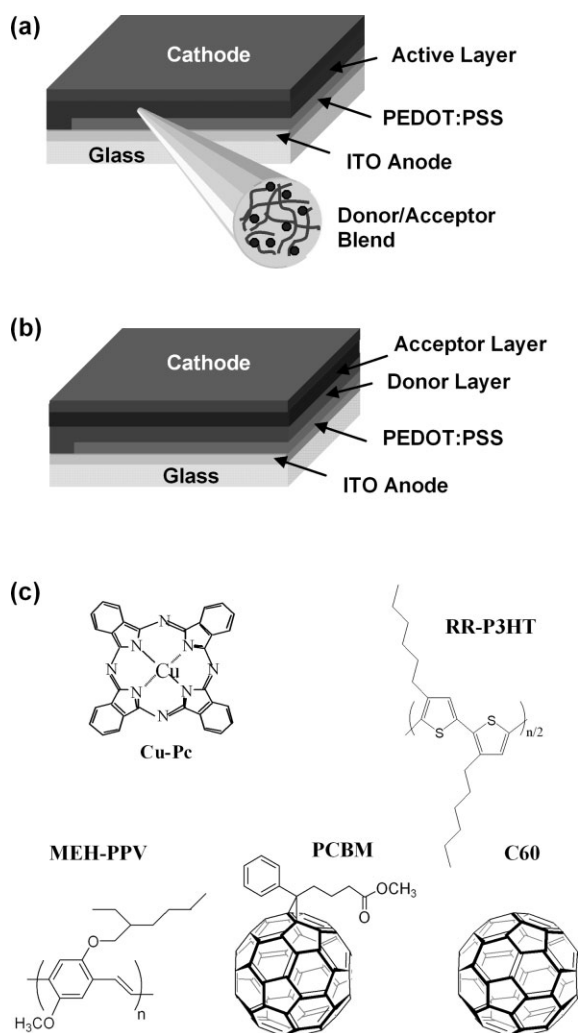 (a)
Cathode
Active Layer
PEDOT:PSS
ITO Anode
Glass
Donor/Acceptor
Blend
(b)
Cathode
Acceptor Layer
Donor Layer
PEDOT:PSS
ITO Anode
Glass
(c)
RR-P3HT
N
N
N
N
N
Cu
N
N
N
Cu-Pc
S
S
n/2
MEH-PPV
PCBM
C60
OCH₃
O
O
H₃CO
n